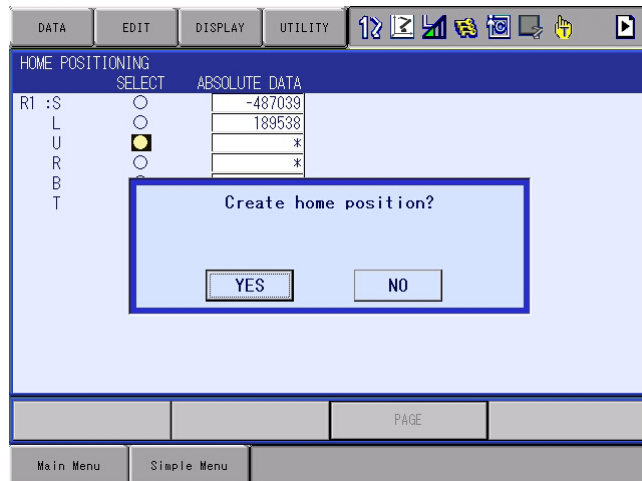 DATA EDIT DISPLAY UTILITY
HOME POSITIONING
SELECT ABSOLUTE DATA
R1 :S -487039
L 189538
U *
R *
B
T
Create home position?
YES NO
PAGE
Main Menu Simple Menu